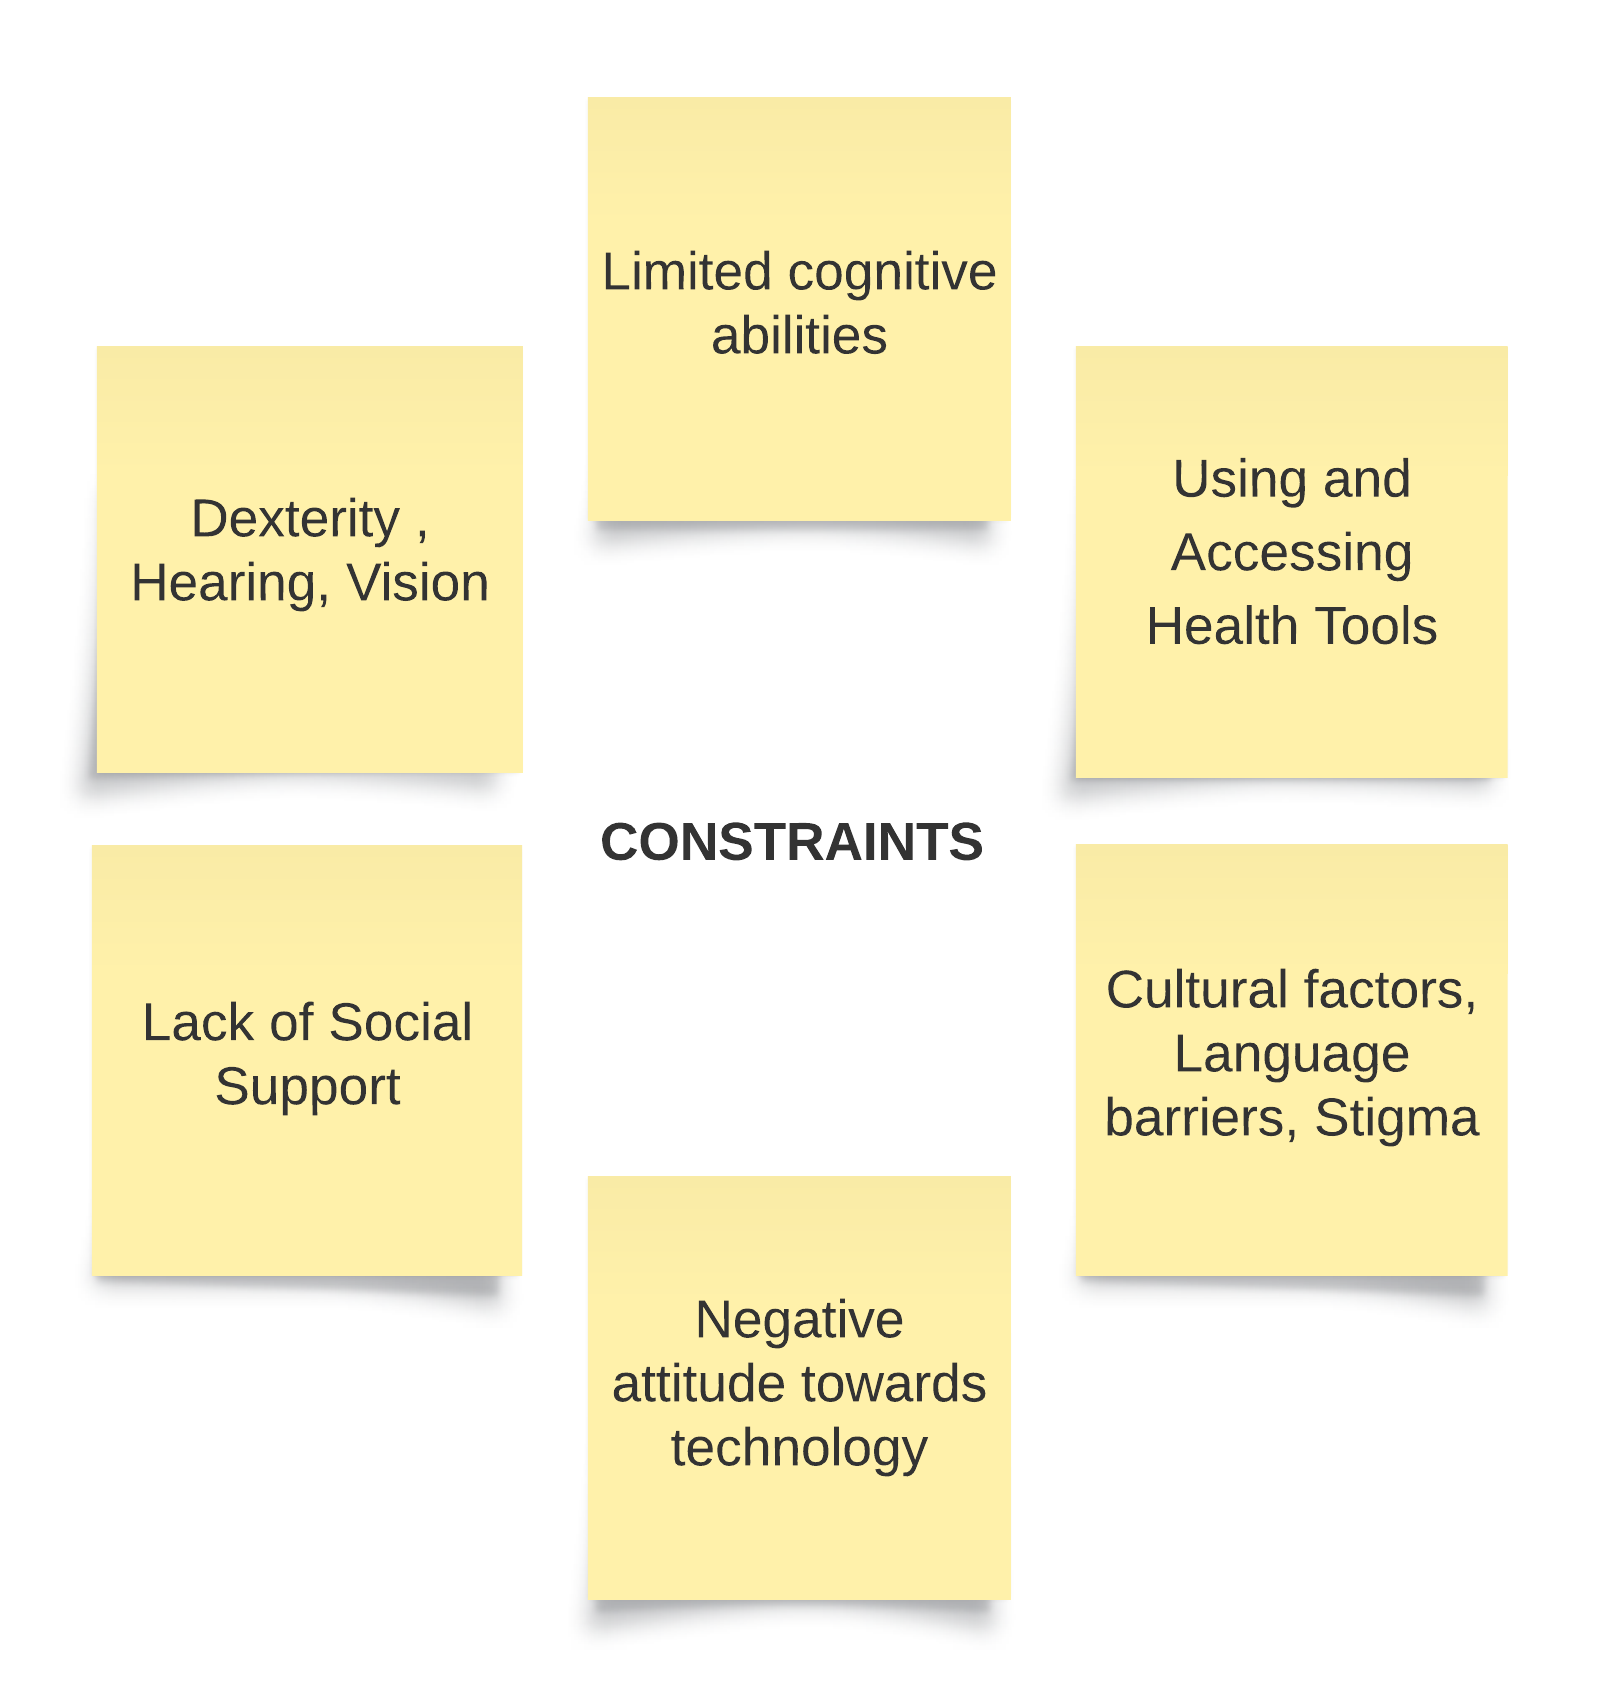 Limited cognitive
abilities
Dexterity ,
Hearing, Vision
Using and
Accessing
Health Tools
CONSTRAINTS
Lack of Social
Support
Cultural factors,
Language
barriers, Stigma
Negative
attitude towards
technology